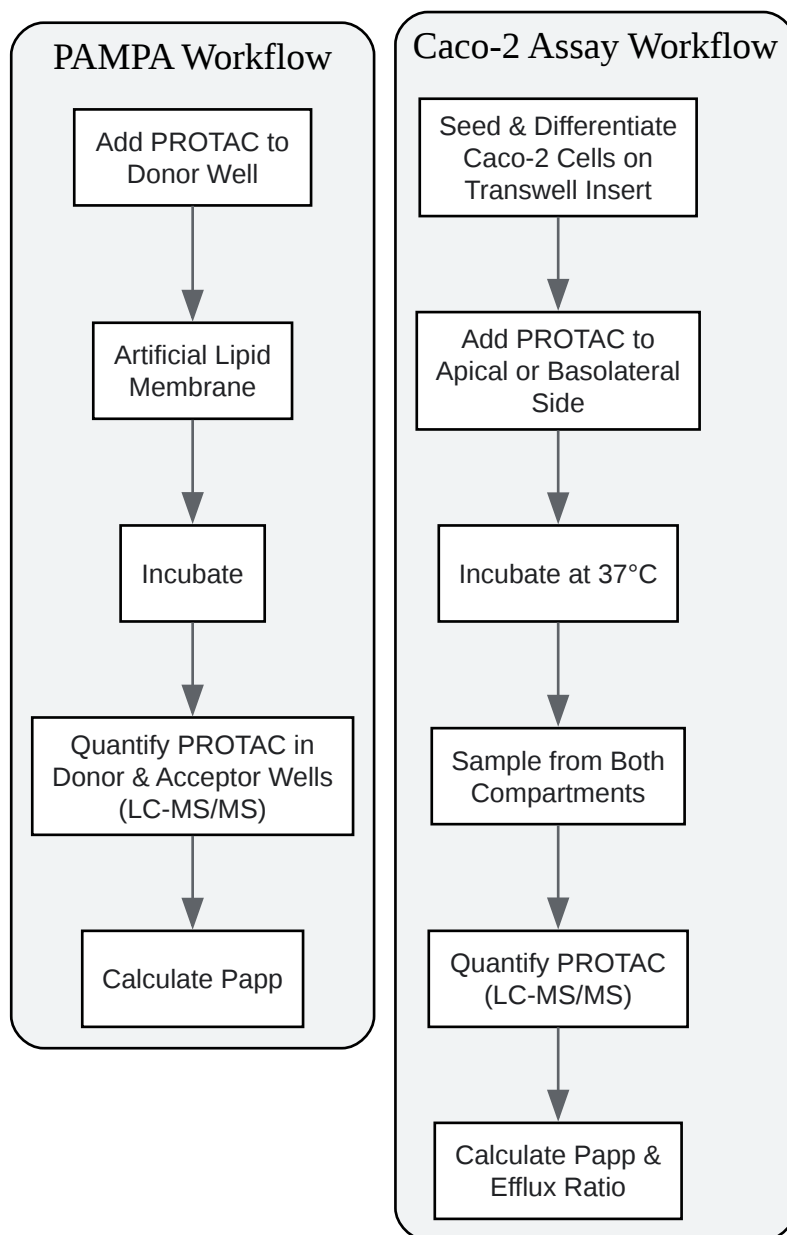 PAMPA Workflow
Add PROTAC to
Donor Well
Artificial Lipid
Membrane
Incubate
Quantify PROTAC in
Donor & Acceptor Wells
(LC-MS/MS)
Calculate Papp
Caco-2 Assay Workflow
Seed & Differentiate
Caco-2 Cells on
Transwell Insert
Add PROTAC to
Apical or Basolateral
Side
Incubate at 37°C
Sample from Both
Compartments
Quantify PROTAC
(LC-MS/MS)
Calculate Papp &
Efflux Ratio